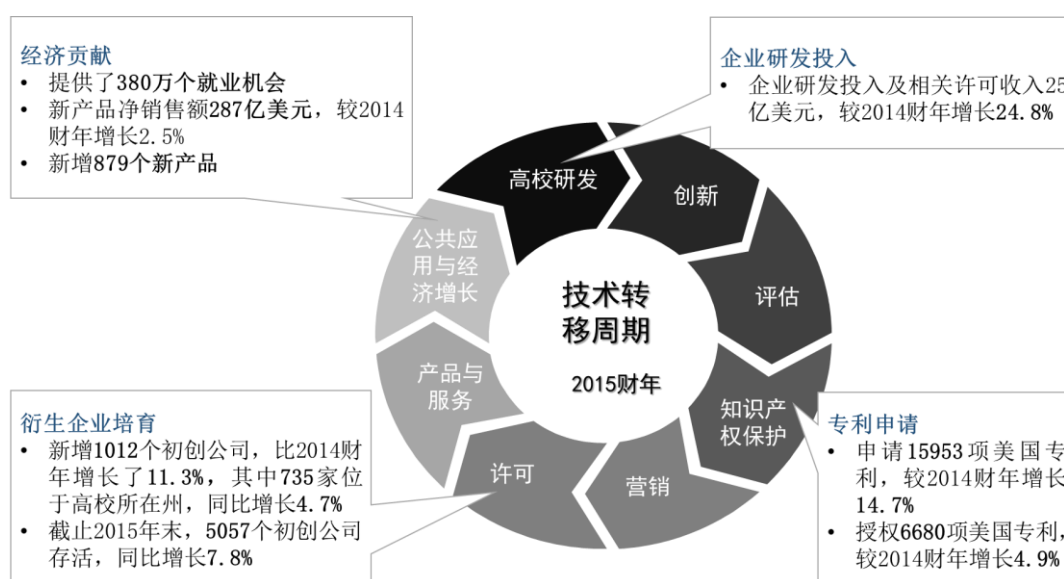 经济贡献
• 提供了380万个就业机会
• 新产品净销售额287亿美元，较2014
财年增长2.5%
• 新增879个新产品
企业研发投入
• 企业研发投入及相关许可收入25
亿美元，较2014财年增长24.8%
高校研发
创新
评估
知识产
权保护
营销
许可
产品与
服务
公共应
用与经
济增长
技术转
移周期
2015财年
衍生企业培育
• 新增1012个初创公司，比2014财
年增长了11.3%，其中735家位
于高校所在州，同比增长4.7%
• 截止2015年末，5057个初创公司
存活，同比增长7.8%
专利申请
• 申请15953项美国专
利，较2014财年增长
14.7%
• 授权6680项美国专利，
较2014财年增长4.9%